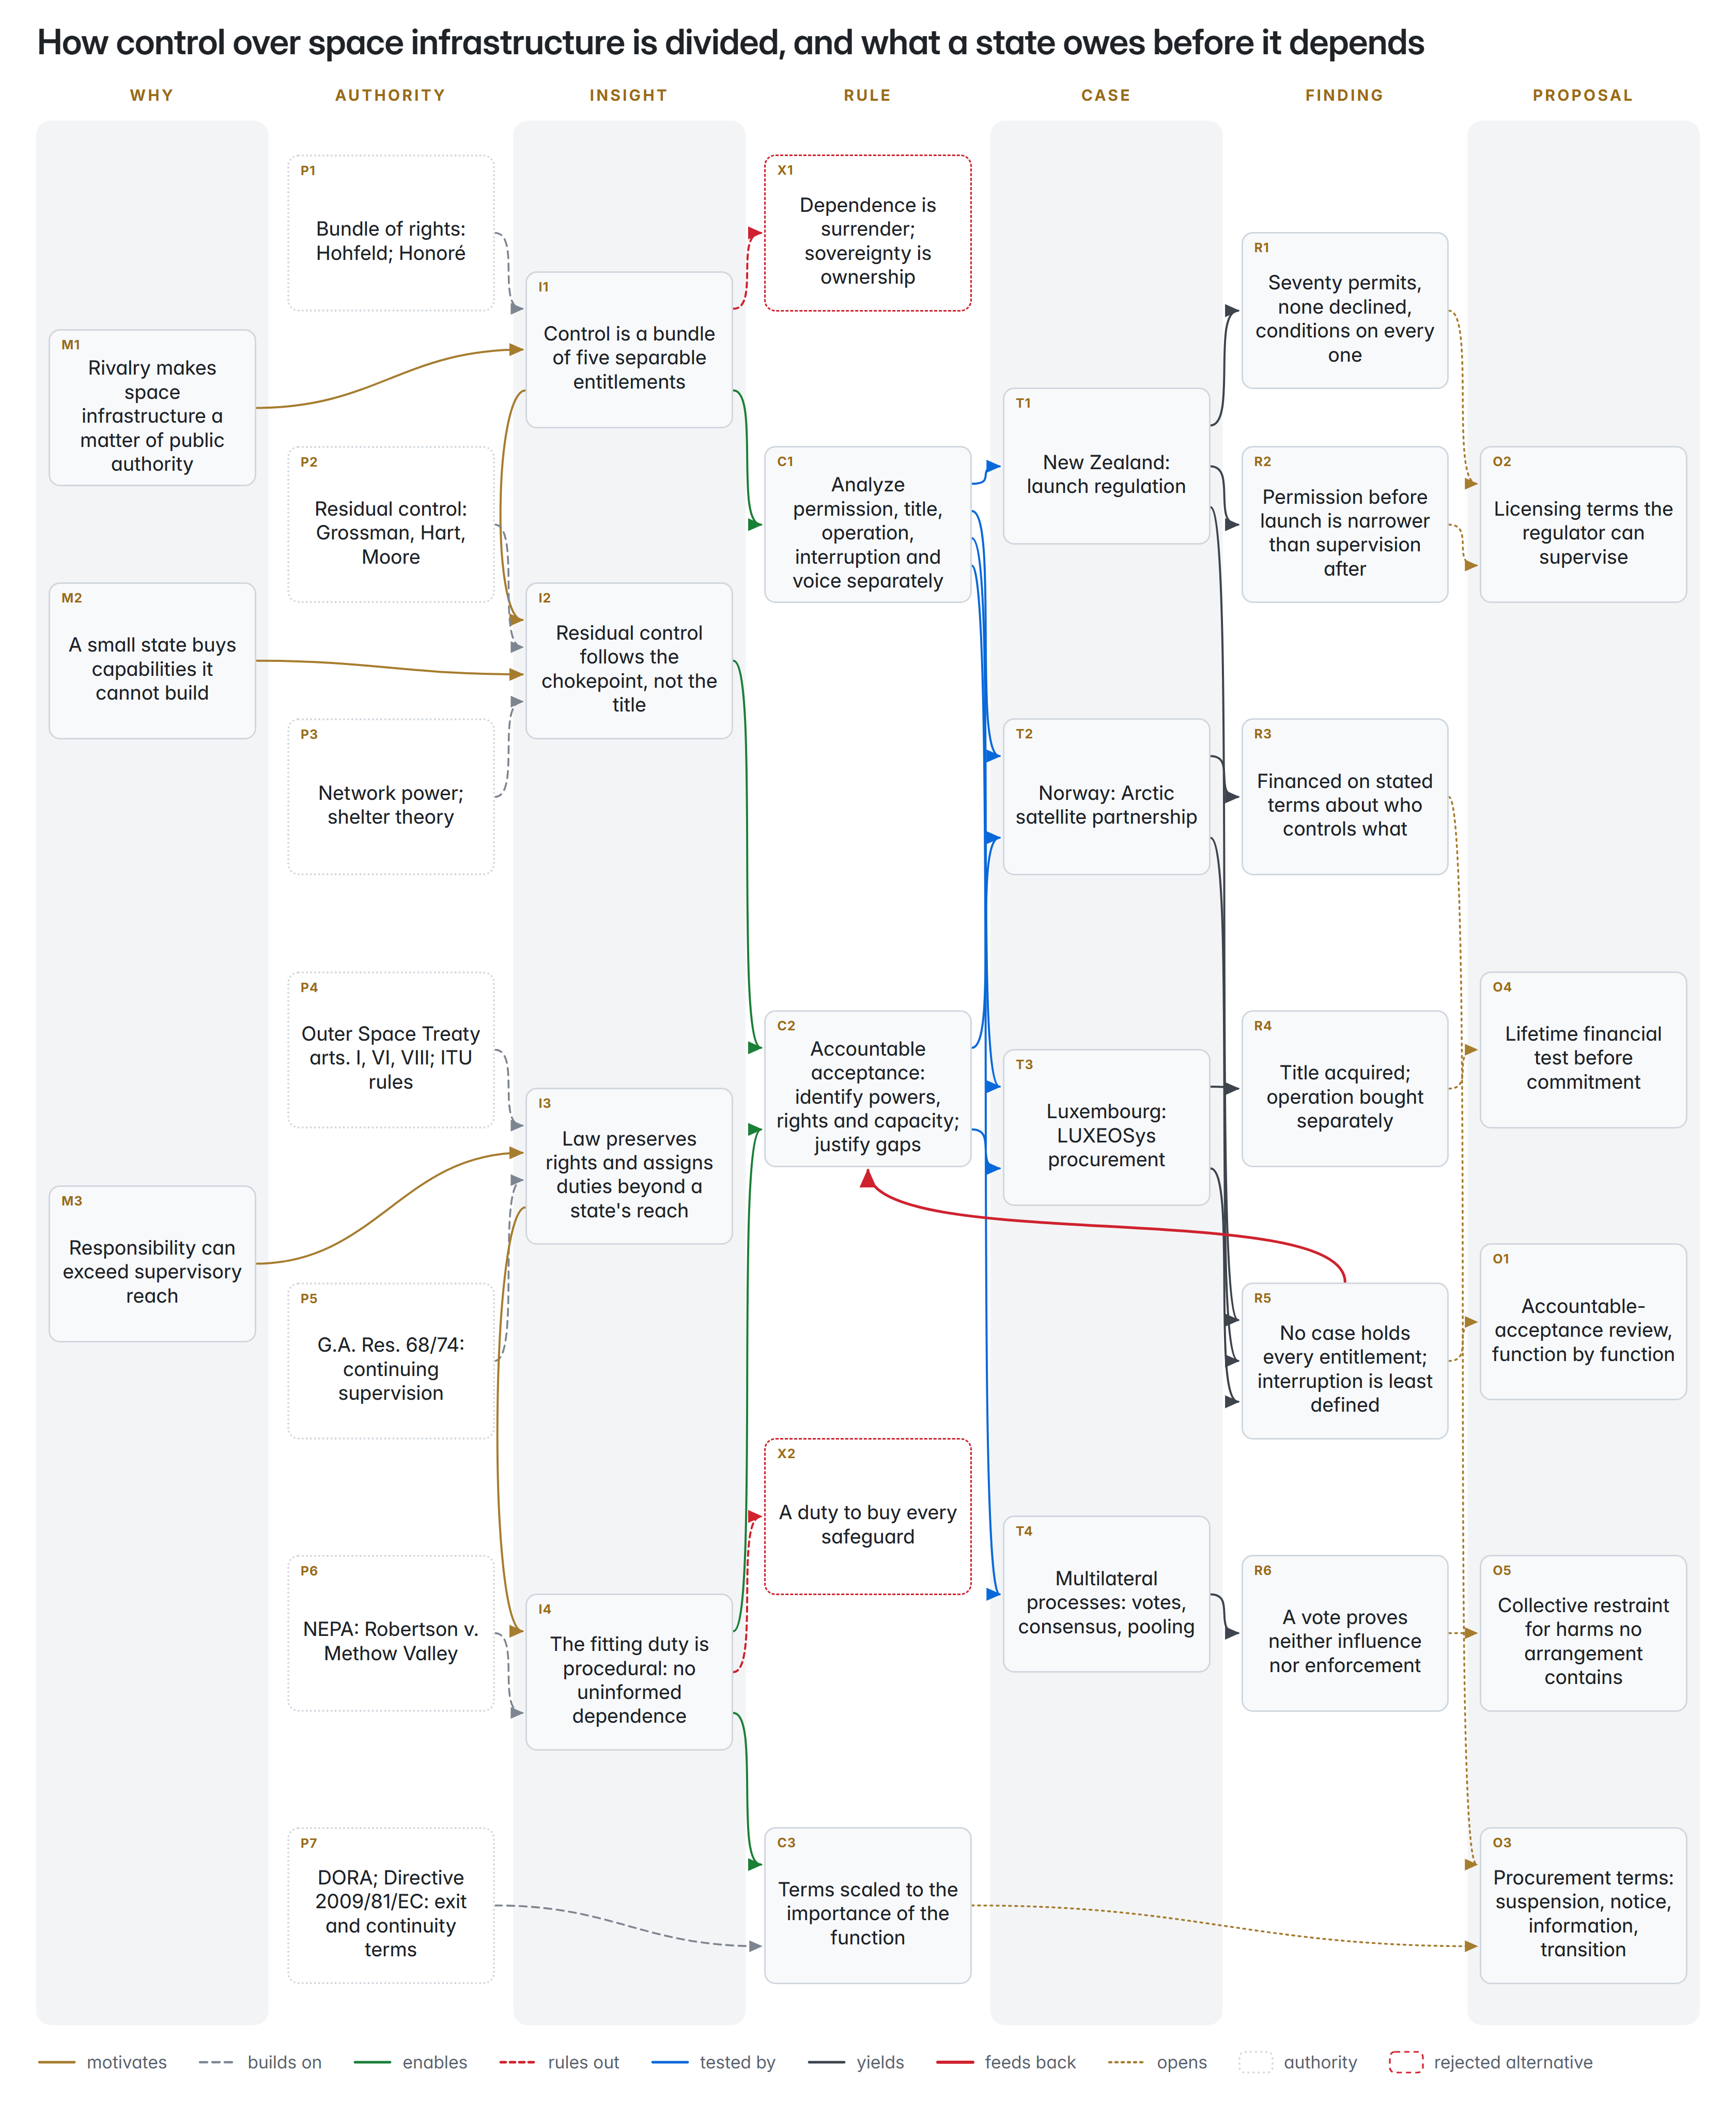 How control over space infrastructure is divided, and what a state owes before it depends
WHY
AUTHORITY
INSIGHT
RULE
CASE
FINDING
PROPOSAL
M1
Rivalry makes
space
infrastructure a
matter of public
authority
M2
A small state buys
capabilities it
cannot build
M3
Responsibility can
exceed supervisory
reach
P1
Bundle of rights:
Hohfeld; Honoré
P2
Residual control:
Grossman, Hart,
Moore
P3
Network power;
shelter theory
P4
Outer Space Treaty
arts. I, VI, VIII; ITU
rules
P5
G.A. Res. 68/74:
continuing
supervision
P6
NEPA: Robertson v.
Methow Valley
P7
DORA; Directive
2009/81/EC: exit
and continuity
terms
I1
Control is a bundle
of five separable
entitlements
I2
Residual control
follows the
chokepoint, not the
title
I3
Law preserves
rights and assigns
duties beyond a
state's reach
I4
The fitting duty is
procedural: no
uninformed
dependence
X1
Dependence is
surrender;
sovereignty is
ownership
C1
Analyze
permission, title,
operation,
interruption and
voice separately
C2
Accountable
acceptance:
identify powers,
rights and capacity;
justify gaps
X2
A duty to buy every
safeguard
C3
Terms scaled to the
importance of the
function
T1
New Zealand:
launch regulation
T2
Norway: Arctic
satellite partnership
T3
Luxembourg:
LUXEOSys
procurement
T4
Multilateral
processes: votes,
consensus, pooling
R1
Seventy permits,
none declined,
conditions on every
one
R2
Permission before
launch is narrower
than supervision
after
R3
Financed on stated
terms about who
controls what
R4
Title acquired;
operation bought
separately
R5
No case holds
every entitlement;
interruption is least
defined
R6
A vote proves
neither influence
nor enforcement
O2
Licensing terms the
regulator can
supervise
O4
Lifetime financial
test before
commitment
O1
Accountable-
acceptance review,
function by function
O5
Collective restraint
for harms no
arrangement
contains
O3
Procurement terms:
suspension, notice,
information,
transition
motivates
builds on
enables
rules out
tested by
yields
feeds back
opens
authority
rejected alternative